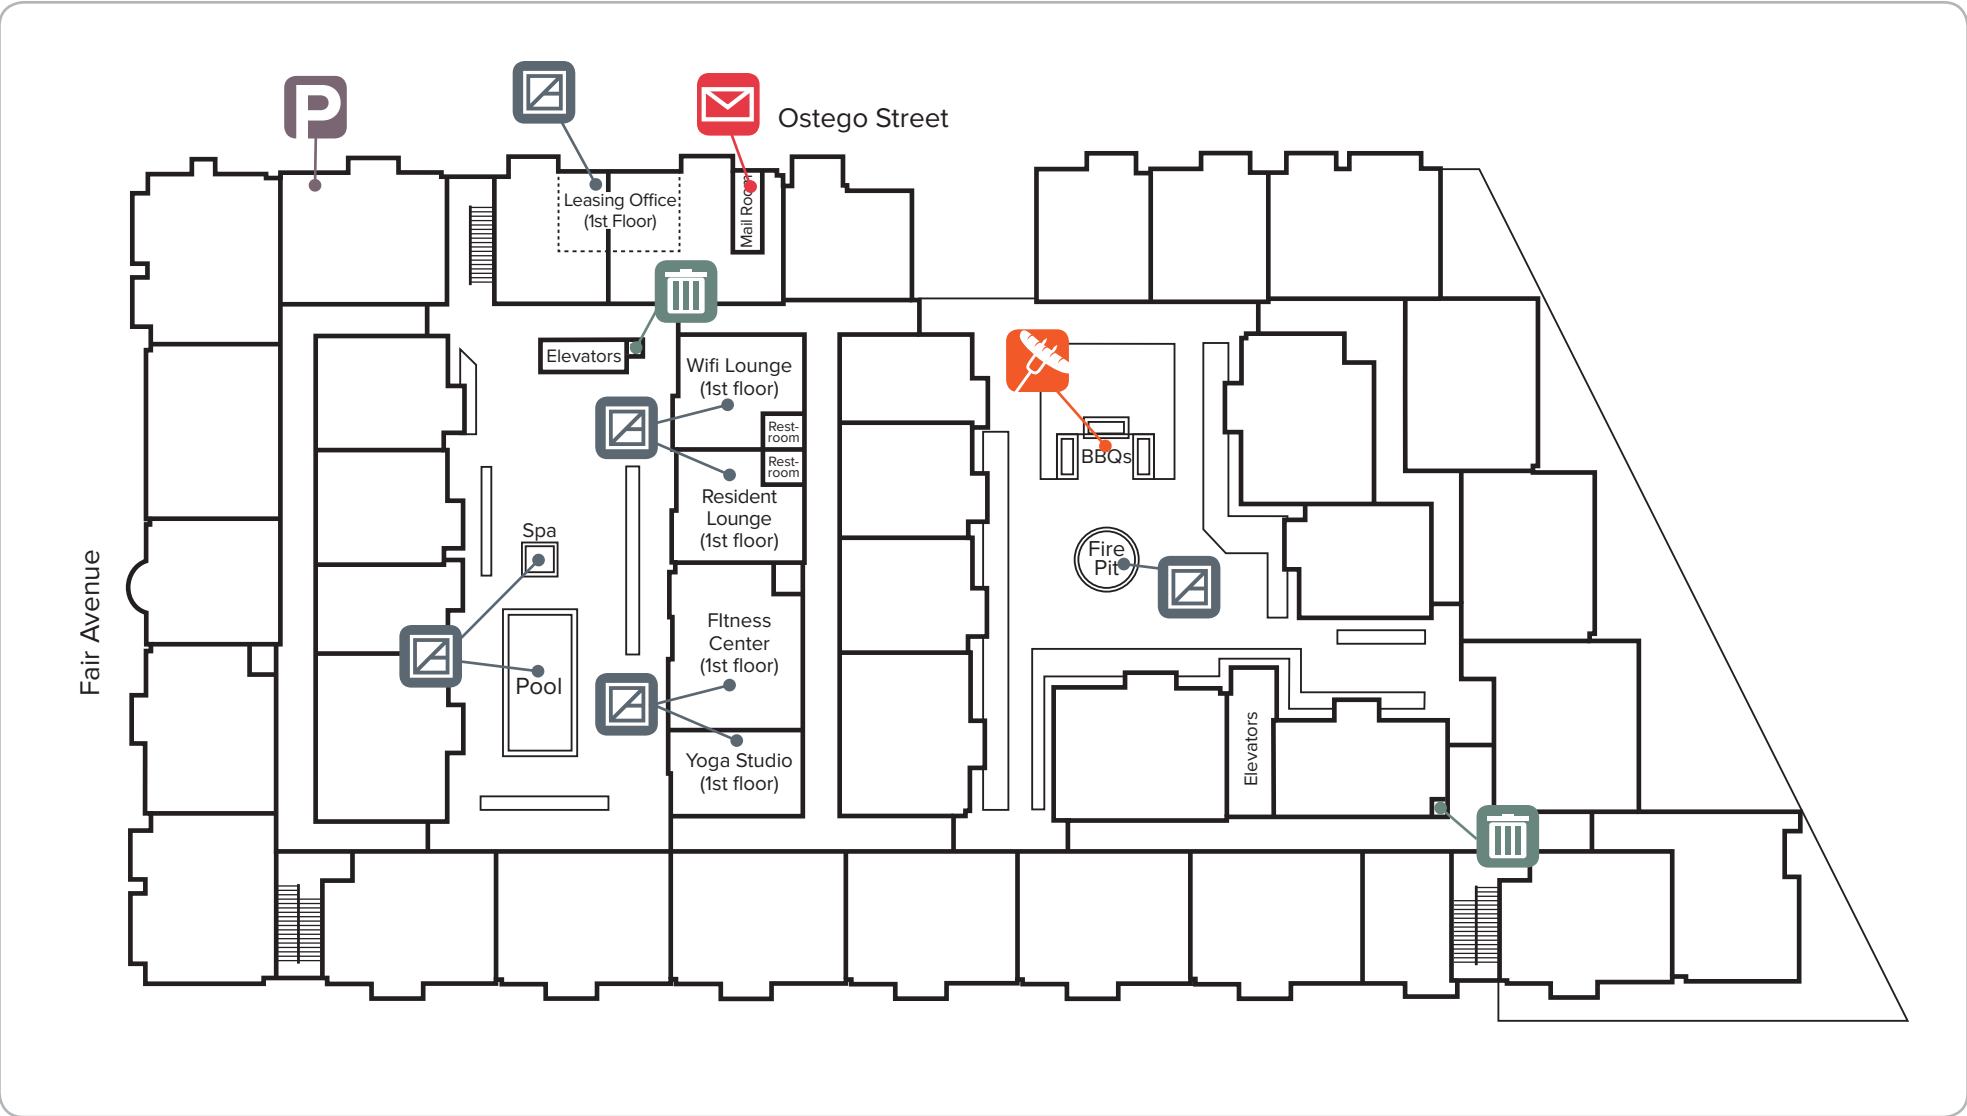 P
Ostego Street
Leasing Office
(1st Floor)
Mail Room
Elevators
Wifi Lounge
(1st floor)
Rest-
room
Rest-
room
Resident
Lounge
(1st floor)
BBQs
Spa
Fire
Pit
Fair Avenue
FItness
Center
(1st floor)
Pool
Yoga Studio
(1st floor)
Elevators